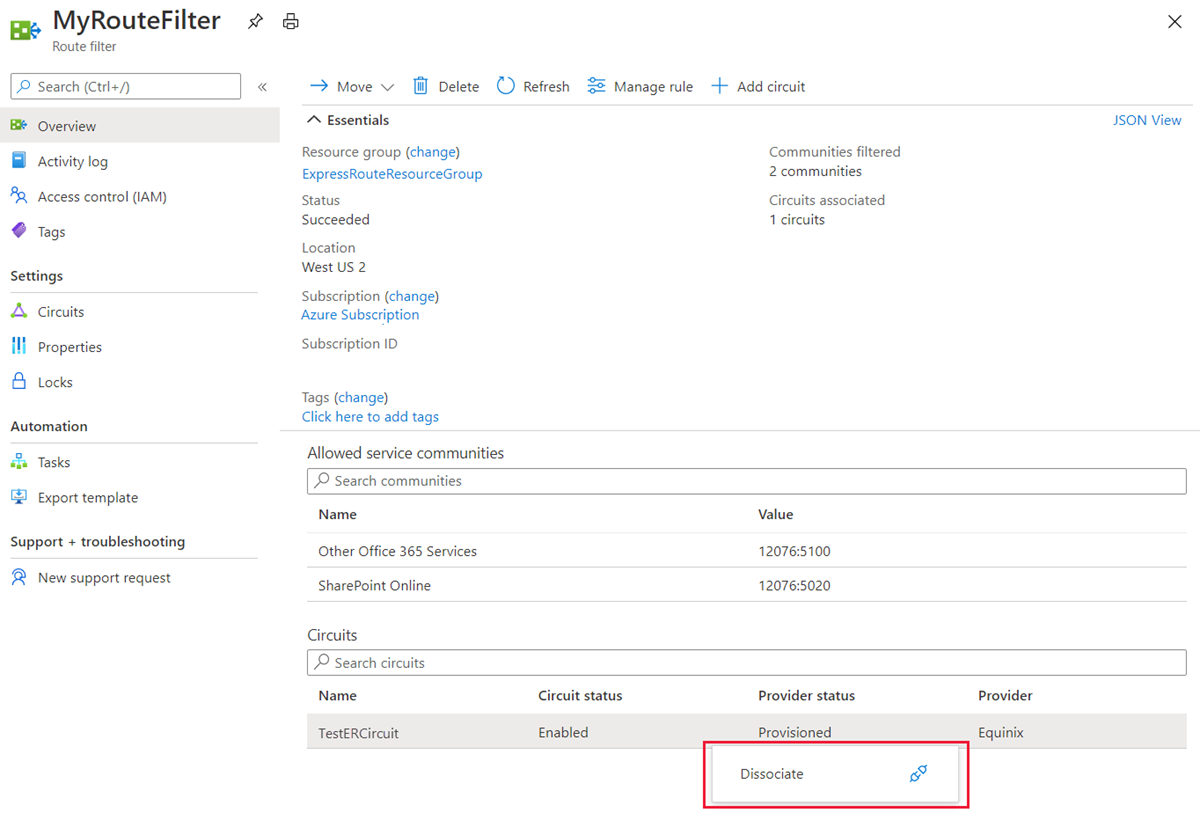 MyRouteFilter
Route filter
Search (Ctrl+/)
«
Overview
Activity log
Access control (IAM)
Tags
Settings
Circuits
Properties
Locks
Automation
Tasks
Export template
Support + troubleshooting
New support request
Move Delete Refresh Manage rule Add circuit
Essentials JSON View
Resource group (change)
ExpressRouteResourceGroup
Status
Succeeded
Location
West US 2
Subscription (change)
Azure Subscription
Subscription ID
Tags (change)
Click here to add tags
Communities filtered
2 communities
Circuits associated
1 circuits
Allowed service communities
Search communities
Name Value
Other Office 365 Services 12076:5100
SharePoint Online 12076:5020
Circuits
Search circuits
Name Circuit status Provider status Provider
TestERCircuit Enabled Provisioned Equinix
Dissociate